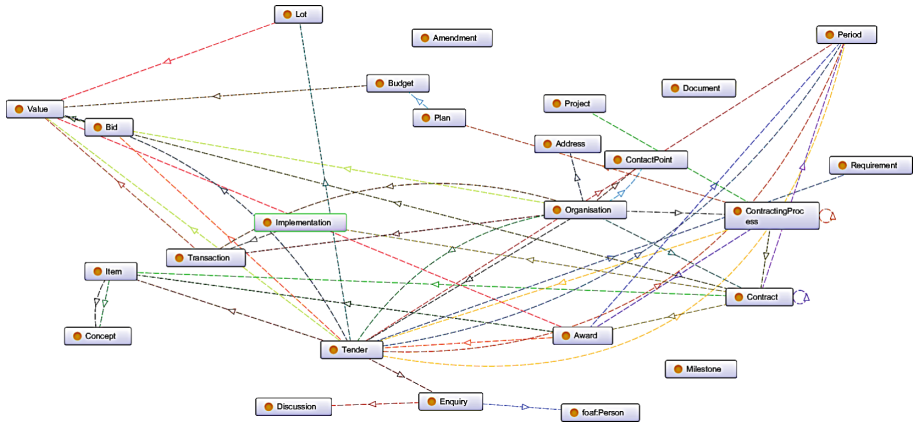 Lot
Amendment
Period
Budget
Document
Value
Project
Plan
Bid
Address
ContactPoint
Requirement
Organisation
ContractingProc
ess
Implementation
Transaction
Item
Contract
Concept
Award
Tender
Milestone
Discussion
Enquiry
foaf:Person